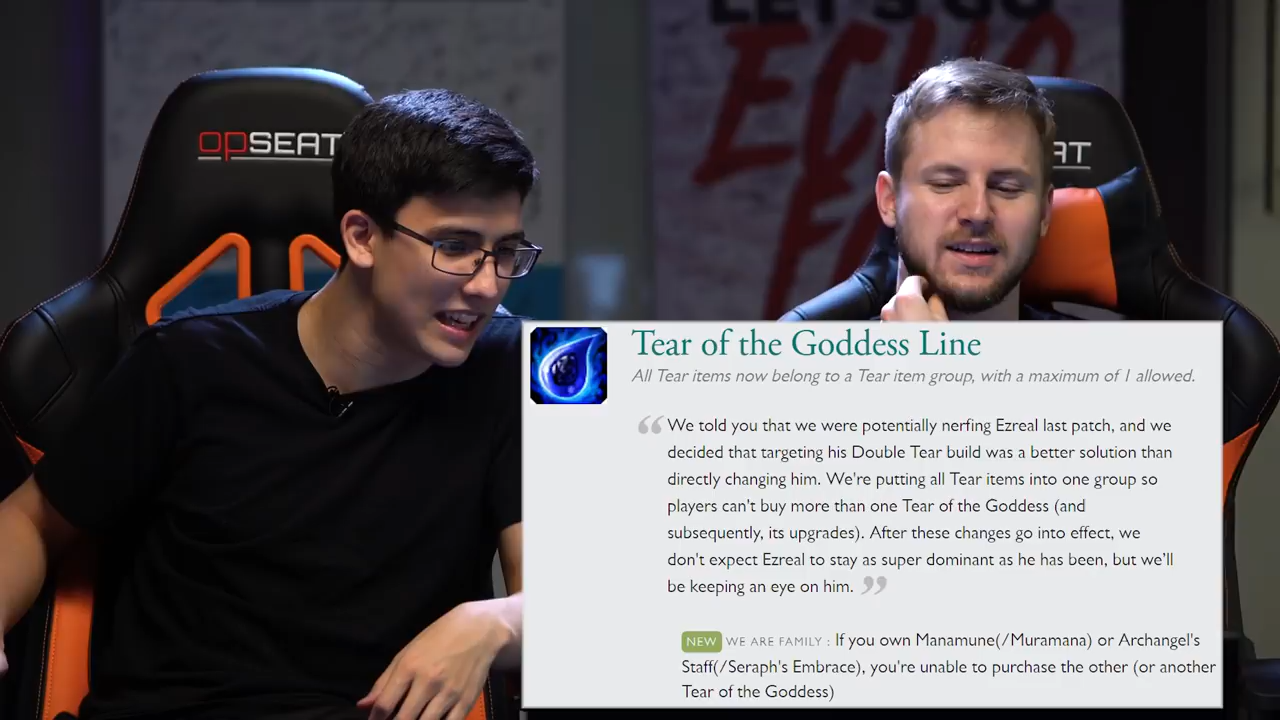 LET'S GO
ECHO
FOX
OPSEAT
AT
Tear of the Goddess Line
All Tear items now belong to a Tear item group, with a maximum of 1 allowed.
“ We told you that we were potentially nerfing Ezreal last patch, and we
decided that targeting his Double Tear build was a better solution than
directly changing him. We're putting all Tear items into one group so
players can't buy more than one Tear of the Goddess (and
subsequently, its upgrades). After these changes go into effect, we
don't expect Ezreal to stay as super dominant as he has been, but we'll
be keeping an eye on him. ”
NEW WE ARE FAMILY : If you own Manamune(/Muramana) or Archangel's
Staff(/Seraph's Embrace), you're unable to purchase the other (or another
Tear of the Goddess)